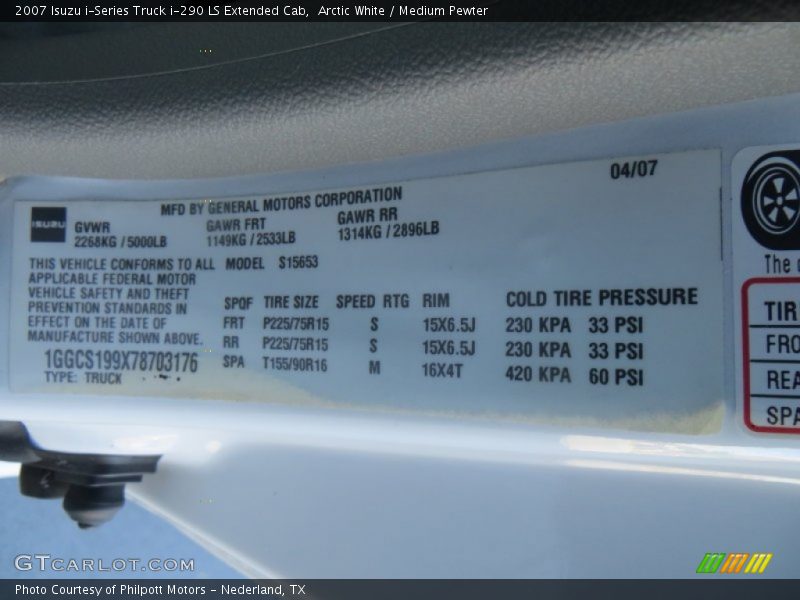 2007 Isuzu i-Series Truck i-290 LS Extended Cab,  Arctic White / Medium Pewter
04/07
MFD BY GENERAL MOTORS CORPORATION
ISUZU
GVWR GAWR FRT GAWR RR
2268KG / 5000LB 1149KG / 2533LB 1314KG / 2896LB
THIS VEHICLE CONFORMS TO ALL MODEL S15653
APPLICABLE FEDERAL MOTOR
VEHICLE SAFETY AND THEFT
PREVENTION STANDARDS IN
EFFECT ON THE DATE OF
MANUFACTURE SHOWN ABOVE.
1GGCS199X78703176
TYPE: TRUCK
SPOF TIRE SIZE SPEED RTG RIM COLD TIRE PRESSURE
FRT P225/75R15 S 15X6.5J 230 KPA 33 PSI
RR P225/75R15 S 15X6.5J 230 KPA 33 PSI
SPA T155/90R16 M 16X4T 420 KPA 60 PSI
The
TIR
FRO
REA
SPA
GTCARLOT.COM
Photo Courtesy of Philpott Motors - Nederland, TX